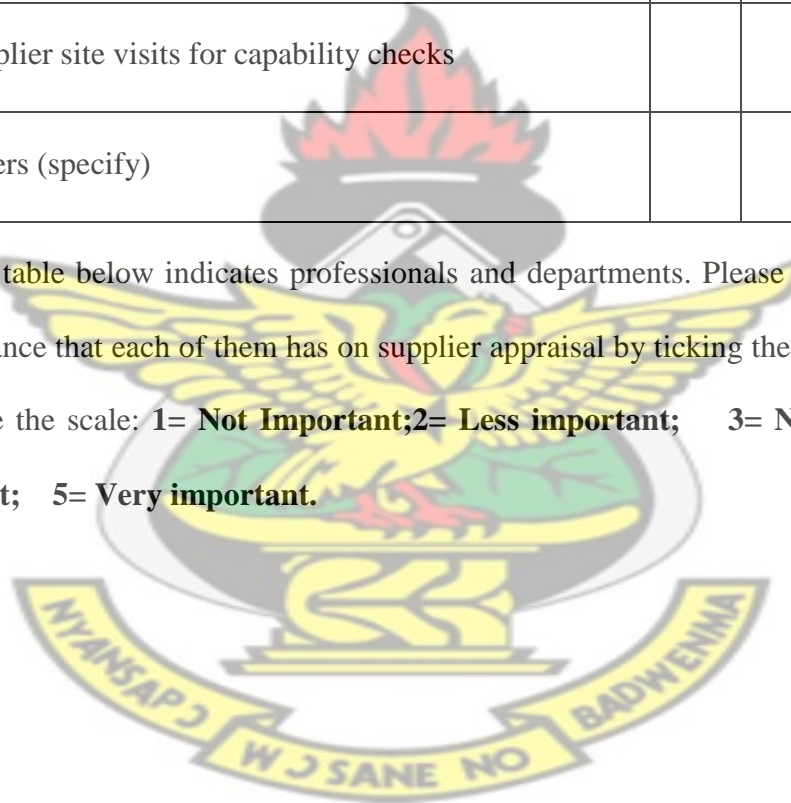 plier site visits for capability checks
ers (specify)
table below indicates professionals and departments. Please
ance that each of them has on supplier appraisal by ticking the
e the scale: 1= Not Important;2= Less important; 3= N
t; 5= Very important.
NYANSAPƆ
WƆSANE NO
BADWENMA